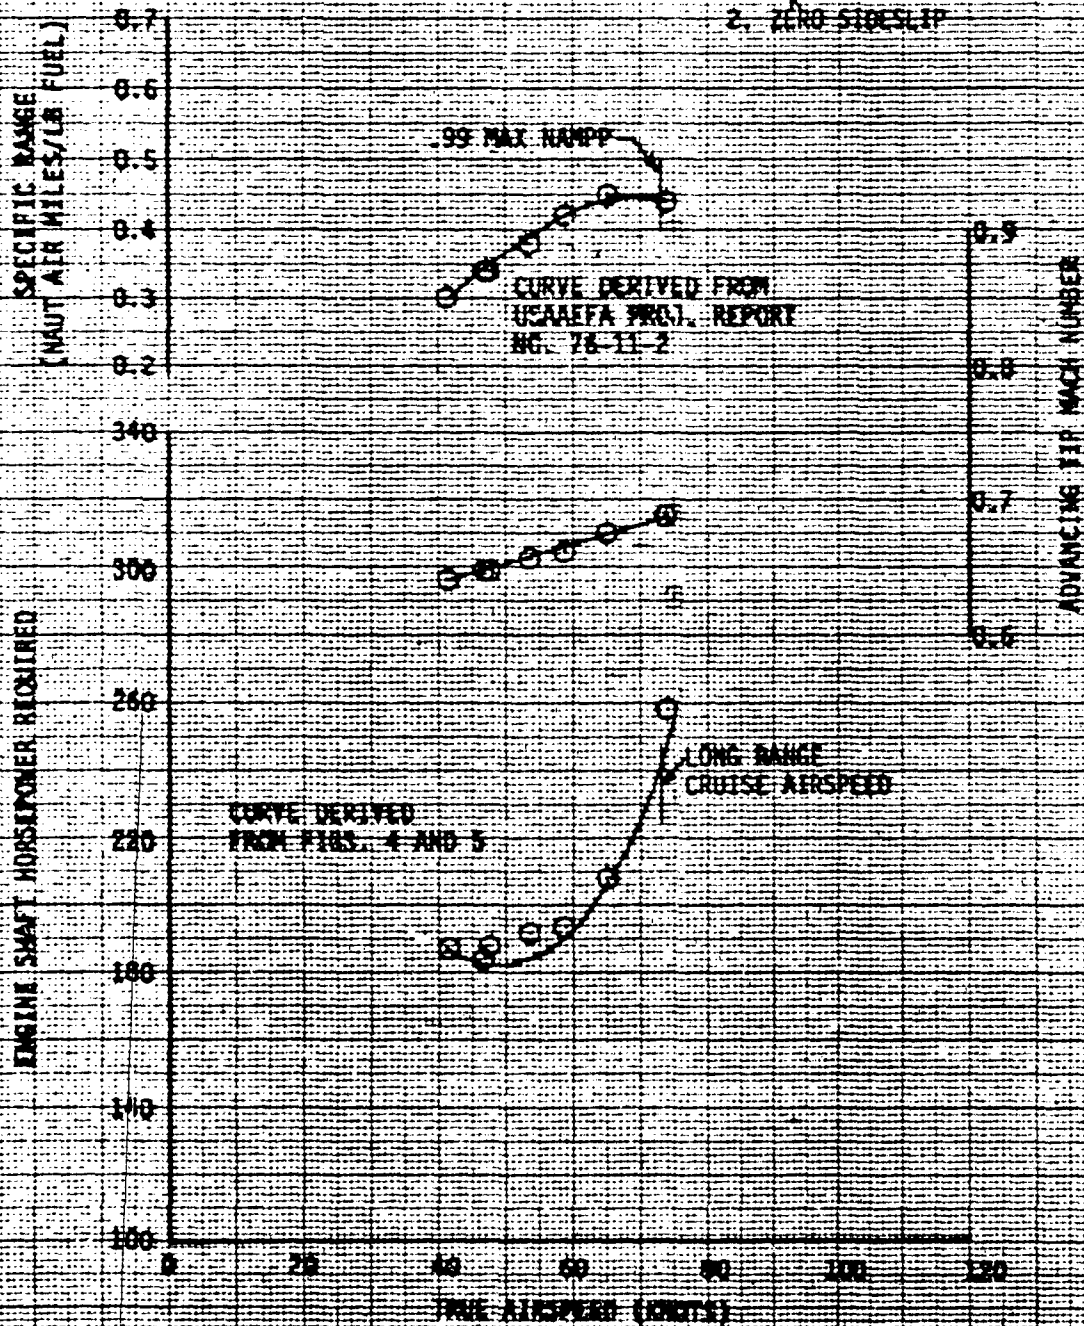 2. ZERO SIDESLIP
SPECIFIC RANGE
(NAUT AIR MILES/LB FUEL)
0.7
0.6
0.5
0.4
0.3
0.2
.99 MAX NAMPP
CURVE DERIVED FROM
USAAEFA PROJ. REPORT
NO. 76-11-2
ADVANCING TIP MACH NUMBER
0.9
0.8
0.7
0.6
ENGINE SHAFT HORSEPOWER REQUIRED
340
300
260
220
180
140
100
LONG RANGE
CRUISE AIRSPEED
CURVE DERIVED
FROM FIGS. 4 AND 5
0 20 40 60 80 100 120
TRUE AIRSPEED (KNOTS)